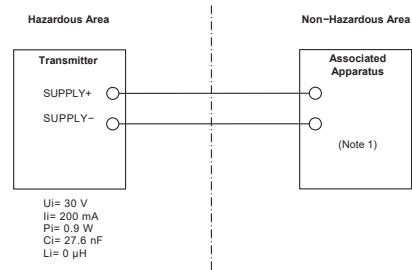 Hazardous Area
Non-Hazardous Area
Transmitter
SUPPLY+
SUPPLY-
Associated
Apparatus
(Note 1)
Ui= 30 V
Ii= 200 mA
Pi= 0.9 W
Ci= 27.6 nF
Li= 0 µH